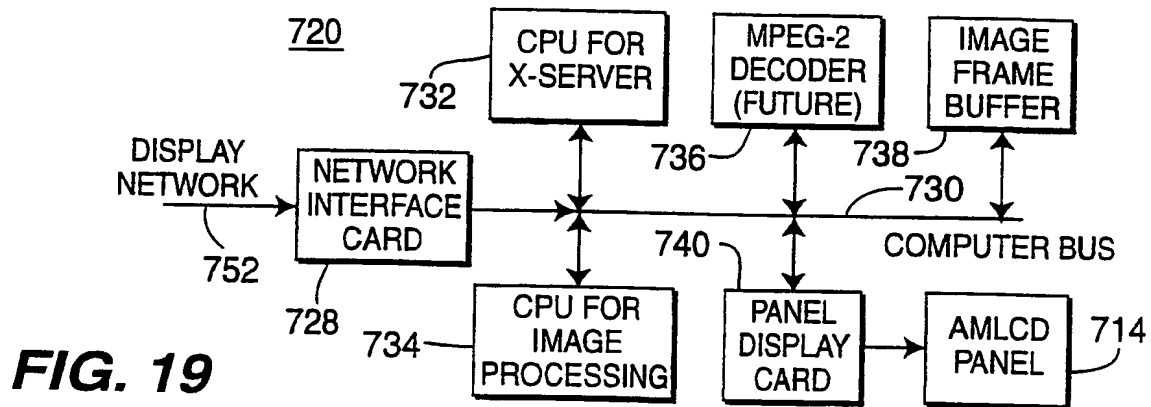 720
732
CPU FOR
X-SERVER
MPEG-2
DECODER
(FUTURE)
736
IMAGE
FRAME
BUFFER
738
DISPLAY
NETWORK
752
NETWORK
INTERFACE
CARD
728
730
COMPUTER BUS
734
CPU FOR
IMAGE
PROCESSING
740
PANEL
DISPLAY
CARD
AMLCD
PANEL
714
FIG. 19